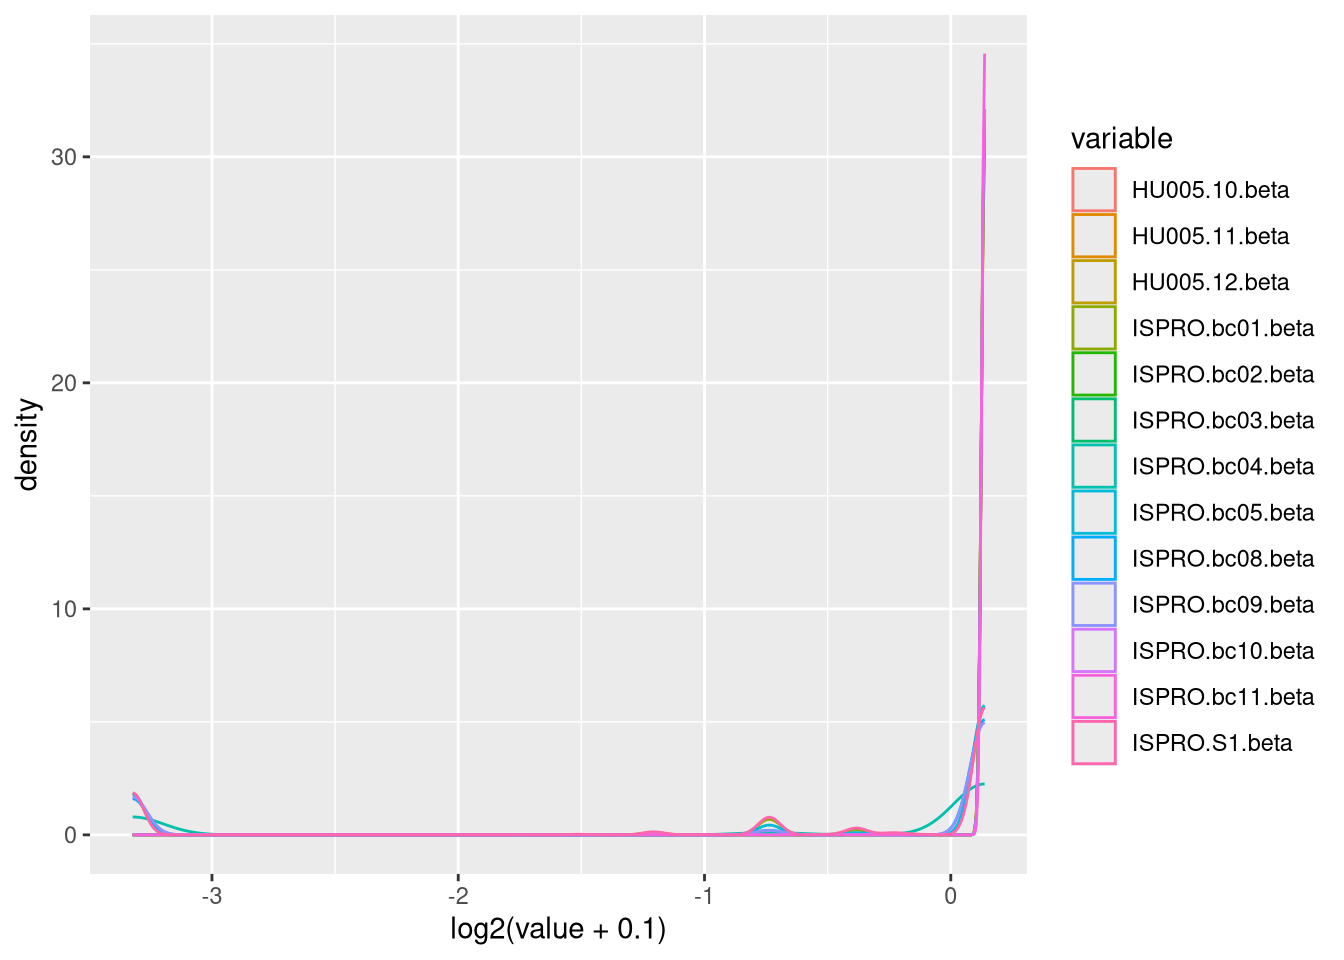 density
30
20
10
0
-3
-2
-1
0
log2(value + 0.1)
variable
HU005.10.beta
HU005.11.beta
HU005.12.beta
ISPRO.bc01.beta
ISPRO.bc02.beta
ISPRO.bc03.beta
ISPRO.bc04.beta
ISPRO.bc05.beta
ISPRO.bc08.beta
ISPRO.bc09.beta
ISPRO.bc10.beta
ISPRO.bc11.beta
ISPRO.S1.beta